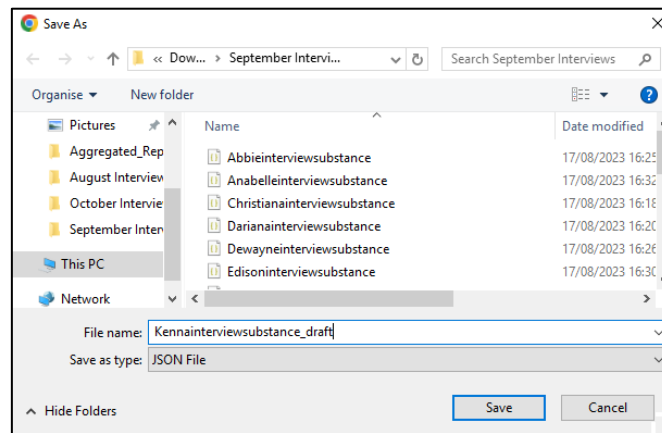 Save As
« Dow... › September Intervi...
Search September Interviews
Organise
New folder
?
Name
Date modified
Pictures
Aggregated_Rep
August Interview
October Intervie
September Inter
This PC
Network
Abbieinterviewsubstance 17/08/2023 16:25
Anabelleinterviewsubstance 17/08/2023 16:32
Christianainterviewsubstance 17/08/2023 16:18
Darianainterviewsubstance 17/08/2023 16:20
Dewayneinterviewsubstance 17/08/2023 16:26
Edisoninterviewsubstance 17/08/2023 16:30
File name: Kennainterviewsubstance_draft
Save as type: JSON File
Hide Folders
Save
Cancel